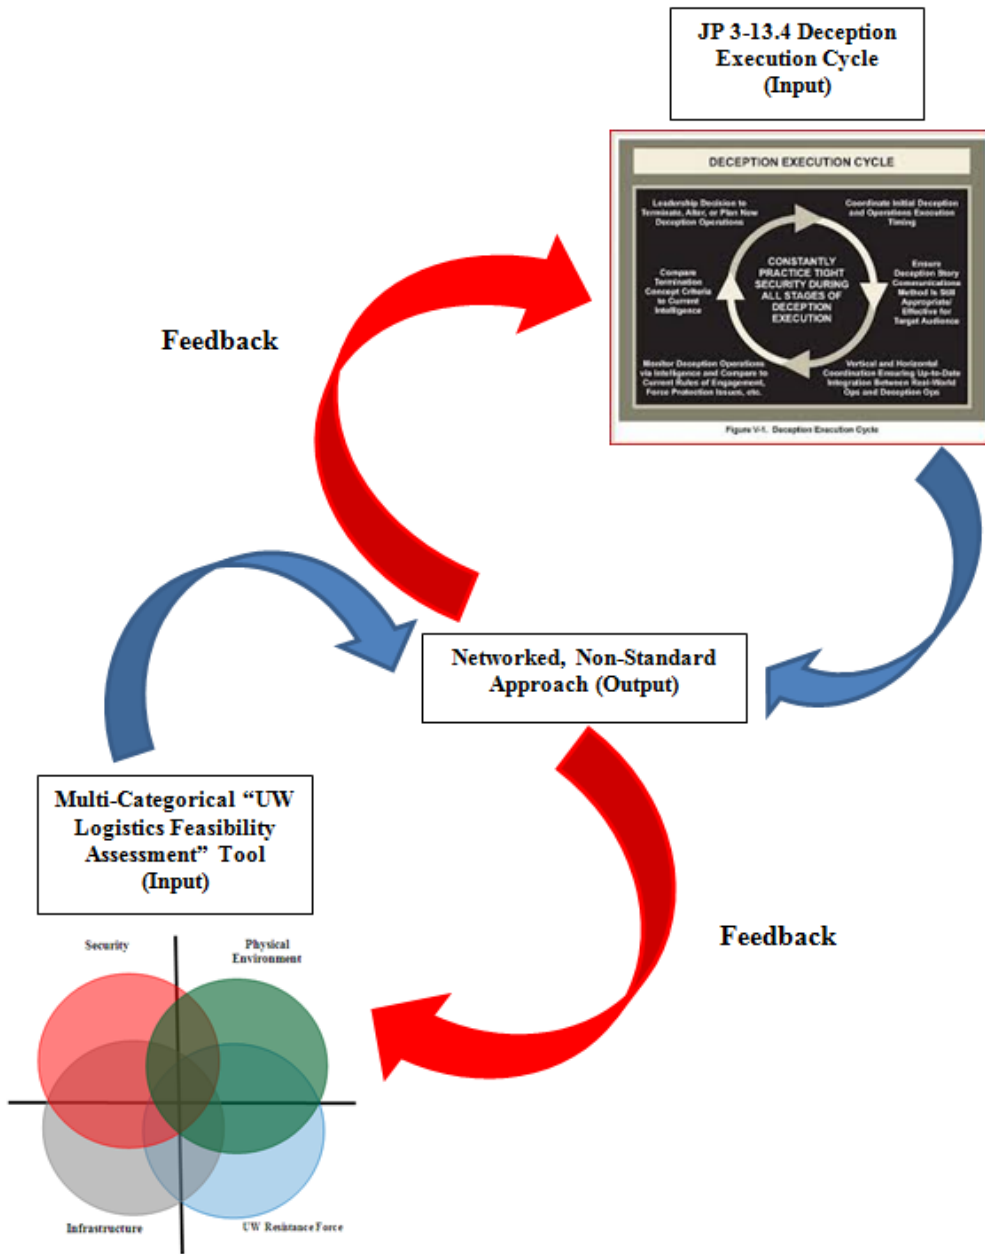 JP 3-13.4 Deception
Execution Cycle
(Input)
DECEPTION EXECUTION CYCLE
Leadership Decision to
Terminate, Alter, or Plan New
Deception Operations
Coordinate Initial Deception
and Operations Execution
Timing
CONSTANTLY
PRACTICE TIGHT
SECURITY DURING
ALL STAGES OF
DECEPTION
EXECUTION
Compare
Termination
Concept Criteria
to Current
Intelligence
Ensure
Deception Story
Communications
Method Is Still
Appropriate/
Effective for
Target Audience
Monitor Deception Operations
via Intelligence and Compare to
Current Rules of Engagement,
Force Protection Issues, etc.
Vertical and Horizontal
Coordination Ensuring Up-to-Date
Integration Between Real-World
Ops and Deception Ops
Figure V-1. Deception Execution Cycle
Feedback
Networked, Non-Standard
Approach (Output)
Multi-Categorical “UW
Logistics Feasibility
Assessment” Tool
(Input)
Feedback
Security
Physical
Environment
Infrastructure
UW Resistance Force